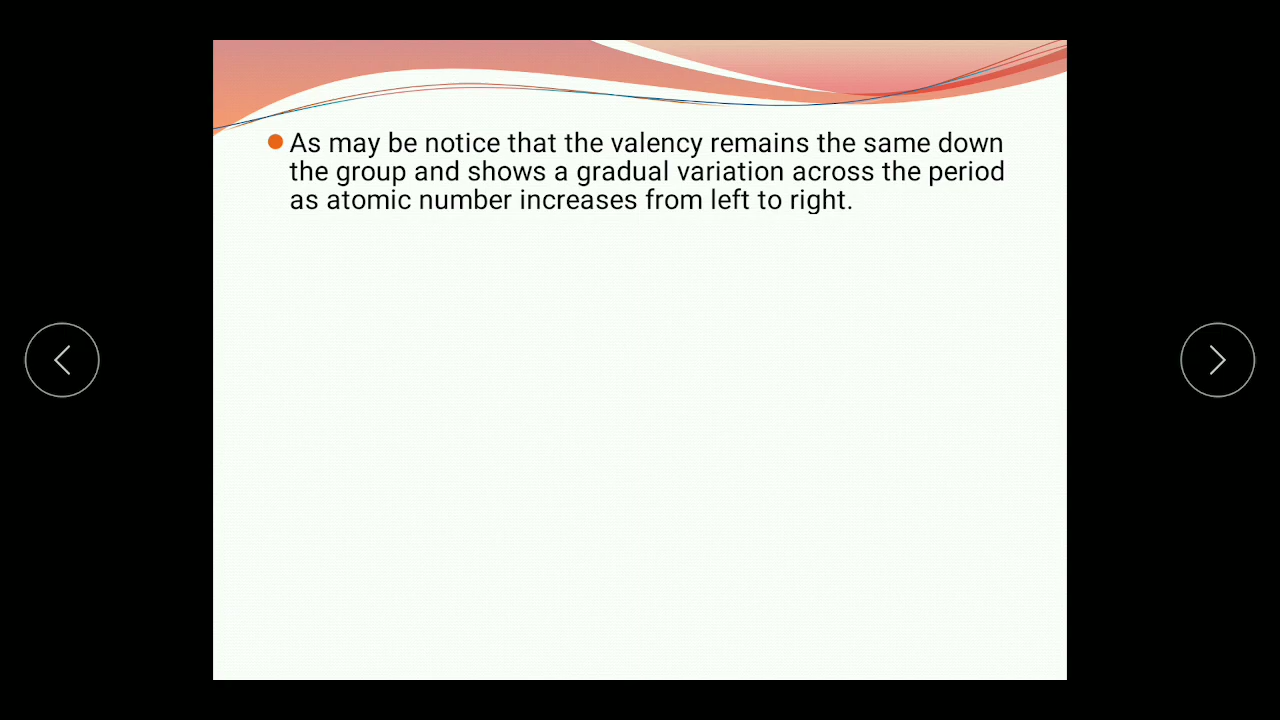 As may be notice that the valency remains the same down
the group and shows a gradual variation across the period
as atomic number increases from left to right.